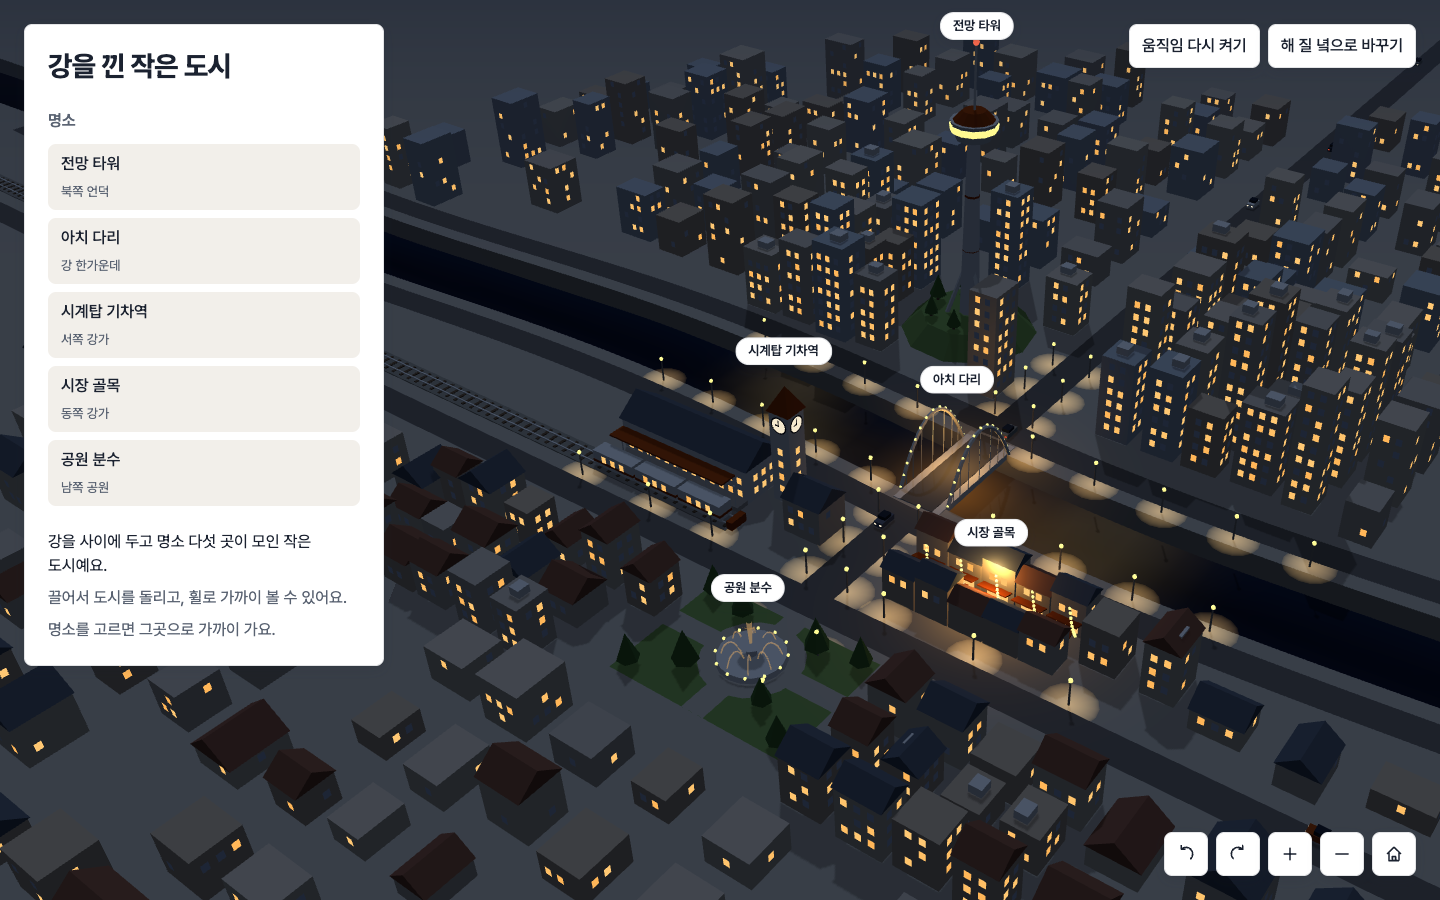 강을 낀 작은 도시
명소
전망 타워
북쪽 언덕
아치 다리
강 한가운데
시계탑 기차역
서쪽 강가
시장 골목
동쪽 강가
공원 분수
남쪽 공원
강을 사이에 두고 명소 다섯 곳이 모인 작은
도시예요.
끌어서 도시를 돌리고, 휠로 가까이 볼 수 있어요.
명소를 고르면 그곳으로 가까이 가요.
전망 타워
움직임 다시 켜기
해 질 녘으로 바꾸기
시계탑 기차역
아치 다리
시장 골목
공원 분수